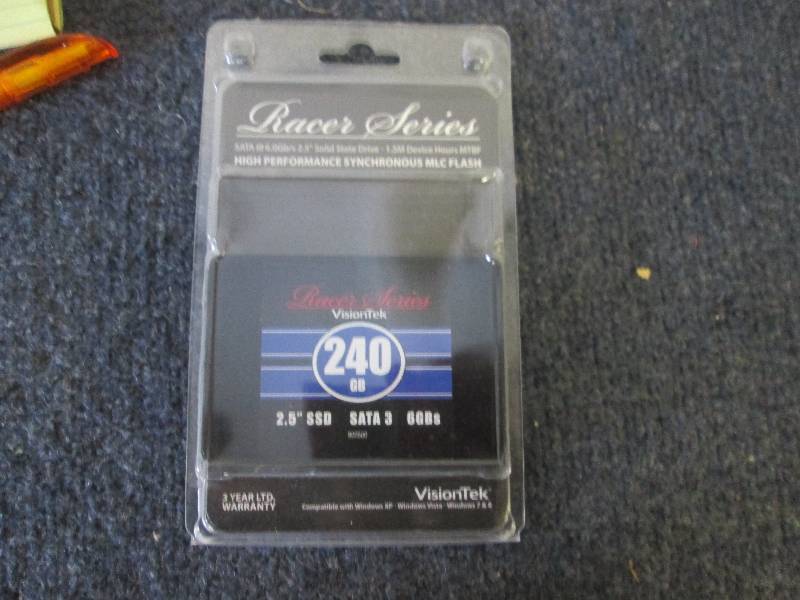 Racer Series
SATA III 6.0Gb/s 2.5" Solid State Drive - 1.5M Device Hours MTBF
HIGH PERFORMANCE SYNCHRONOUS MLC FLASH
Racer Series
VisionTek
240
GB
2.5" SSD SATA 3 6GBs
3 YEAR LTD.
WARRANTY
VisionTek
Compatible with Windows XP - Windows Vista - Windows 7 & 8